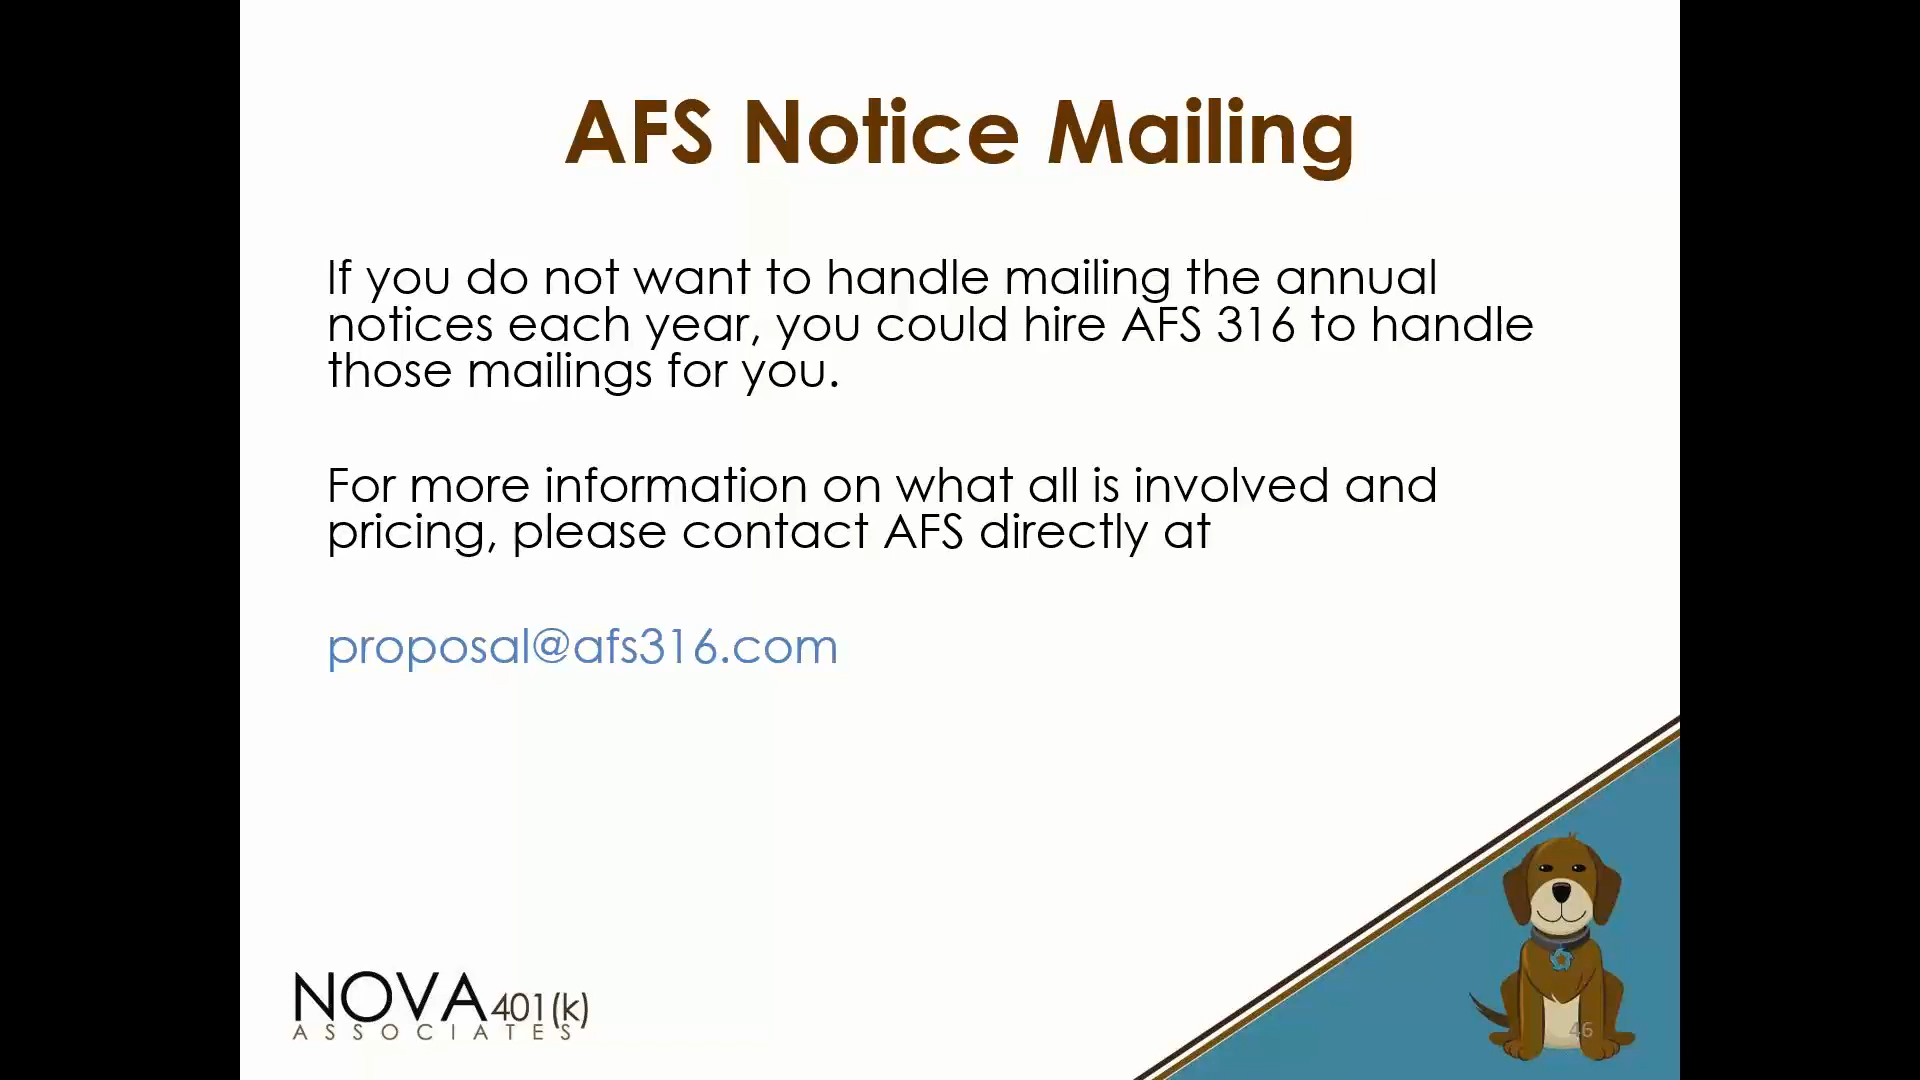 AFS Notice Mailing
If you do not want to handle mailing the annual
notices each year, you could hire AFS 316 to handle
those mailings for you.
For more information on what all is involved and
pricing, please contact AFS directly at
proposal@afs316.com
NOVA 401(k)
ASSOCIATES
46